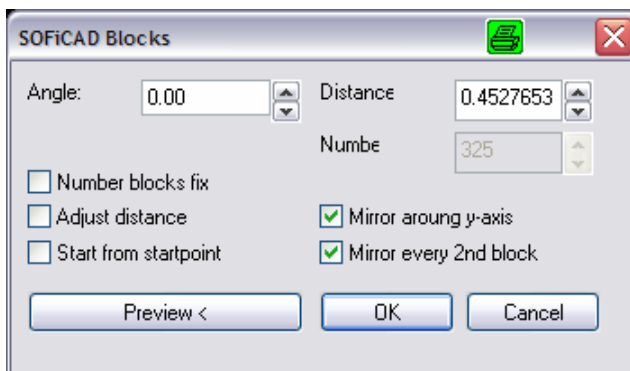 SOFiCAD Blocks
Angle: 0.00 Distance 0.4527653
Numbe 325
Number blocks fix
Adjust distance Mirror aroung y-axis
Start from startpoint Mirror every 2nd block
Preview < OK Cancel